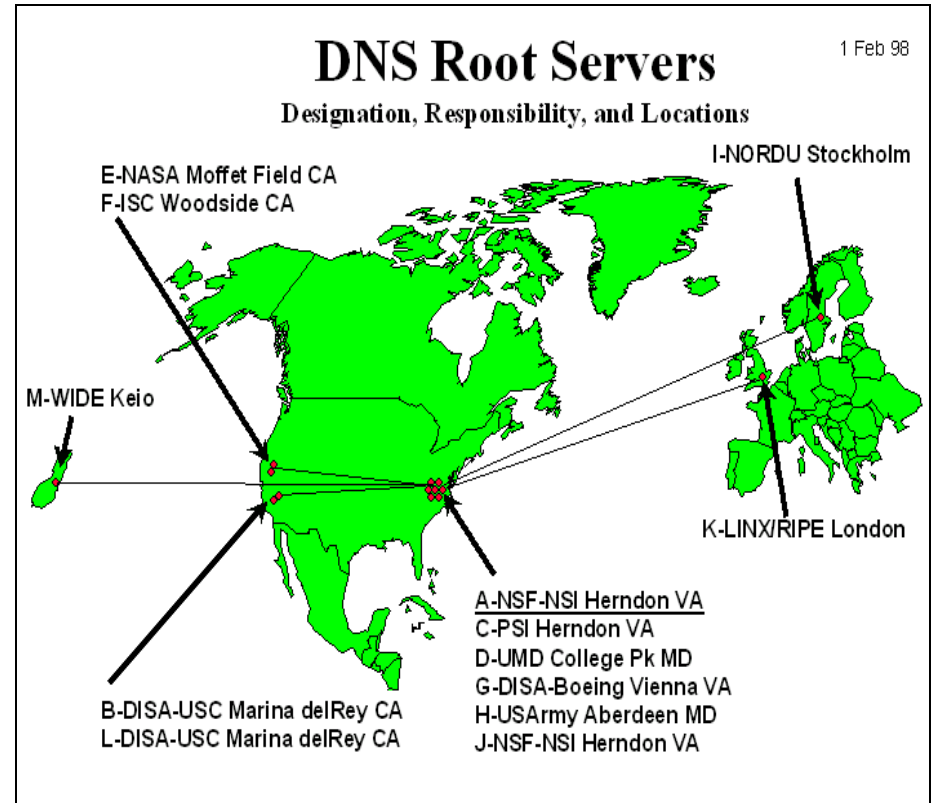 DNS Root Servers
1 Feb 98
Designation, Responsibility, and Locations
I-NORDU Stockholm
E-NASA Moffet Field CA
F-ISC Woodside CA
M-WIDE Keio
K-LINX/RIPE London
A-NSF-NSI Herndon VA
C-PSI Herndon VA
D-UMD College Pk MD
G-DISA-Boeing Vienna VA
H-USArmy Aberdeen MD
J-NSF-NSI Herndon VA
B-DISA-USC Marina delRey CA
L-DISA-USC Marina delRey CA